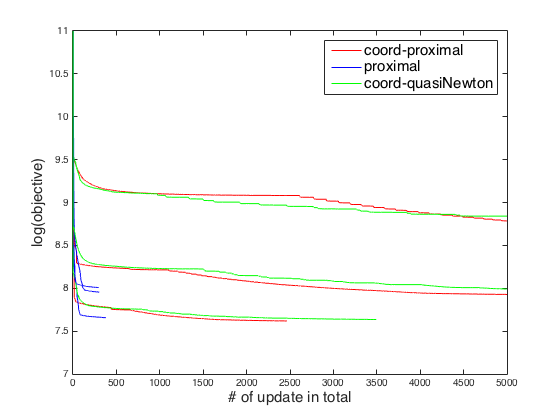 11
10.5
10
9.5
9
8.5
8
7.5
7
log(objective)
coord-proximal
proximal
coord-quasiNewton
0 500 1000 1500 2000 2500 3000 3500 4000 4500 5000
# of update in total